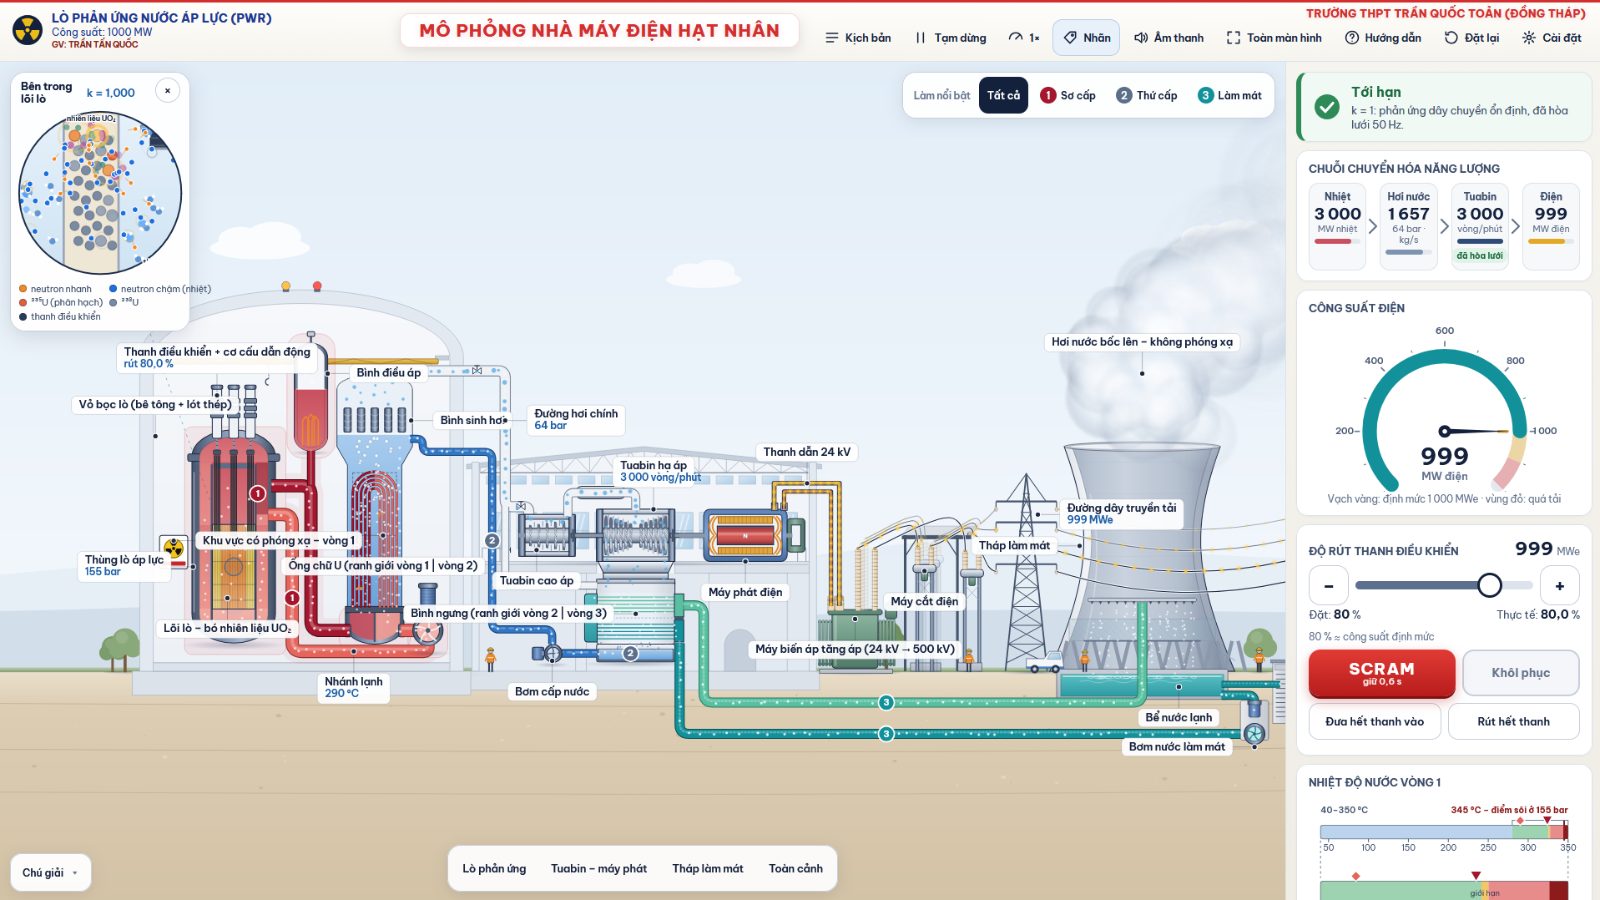 LÒ PHẢN ỨNG NƯỚC ÁP LỰC (PWR)
Công suất: 1000 MW
GV: TRẦN TẤN QUỐC
MÔ PHỎNG NHÀ MÁY ĐIỆN HẠT NHÂN
TRƯỜNG THPT TRẦN QUỐC TOẢN (ĐỒNG THÁP)
Kịch bản
Tạm dừng
1×
Nhãn
Âm thanh
Toàn màn hình
Hướng dẫn
Đặt lại
Cài đặt
Bên trong
lõi lò
k = 1,000
×
nhiên liệu UO₂
neutron nhanh
neutron chậm (nhiệt)
²³⁵U (phân hạch)
²³⁸U
thanh điều khiển
Làm nổi bật
Tất cả
1 Sơ cấp
2 Thứ cấp
3 Làm mát
Thanh điều khiển + cơ cấu dẫn động
rút 80,0 %
Bình điều áp
Vỏ bọc lò (bê tông + lót thép)
Bình sinh hơi
Đường hơi chính
64 bar
Hơi nước bốc lên – không phóng xạ
Thanh dẫn 24 kV
Tuabin hạ áp
3 000 vòng/phút
1
Đường dây truyền tải
999 MWe
Khu vực có phóng xạ – vòng 1
2
N
Tháp làm mát
Thùng lò áp lực
155 bar
Ống chữ U (ranh giới vòng 1 | vòng 2)
Tuabin cao áp
Máy phát điện
1
Máy cắt điện
Bình ngưng (ranh giới vòng 2 | vòng 3)
Lõi lò – bó nhiên liệu UO₂
2
Máy biến áp tăng áp (24 kV → 500 kV)
Nhánh lạnh
290 °C
Bơm cấp nước
3
Bể nước lạnh
3
Bơm nước làm mát
Chú giải
Lò phản ứng
Tuabin – máy phát
Tháp làm mát
Toàn cảnh
Tới hạn
k = 1: phản ứng dây chuyền ổn định, đã hòa
lưới 50 Hz.
CHUỖI CHUYỂN HÓA NĂNG LƯỢNG
Nhiệt
3 000
MW nhiệt
Hơi nước
1 657
64 bar ·
kg/s
Tuabin
3 000
vòng/phút
đã hòa lưới
Điện
999
MW điện
CÔNG SUẤT ĐIỆN
600
400
800
200
1 000
999
MW điện
Vạch vàng: định mức 1 000 MWe · vùng đỏ: quá tải
ĐỘ RÚT THANH ĐIỀU KHIỂN
999 MWe
−
+
Đặt: 80 %
Thực tế: 80,0 %
80 % ≈ công suất định mức
SCRAM
giữ 0,6 s
Khôi phục
Đưa hết thanh vào
Rút hết thanh
NHIỆT ĐỘ NƯỚC VÒNG 1
40–350 °C
345 °C – điểm sôi ở 155 bar
50 100 150 200 250 300 350
giới hạn